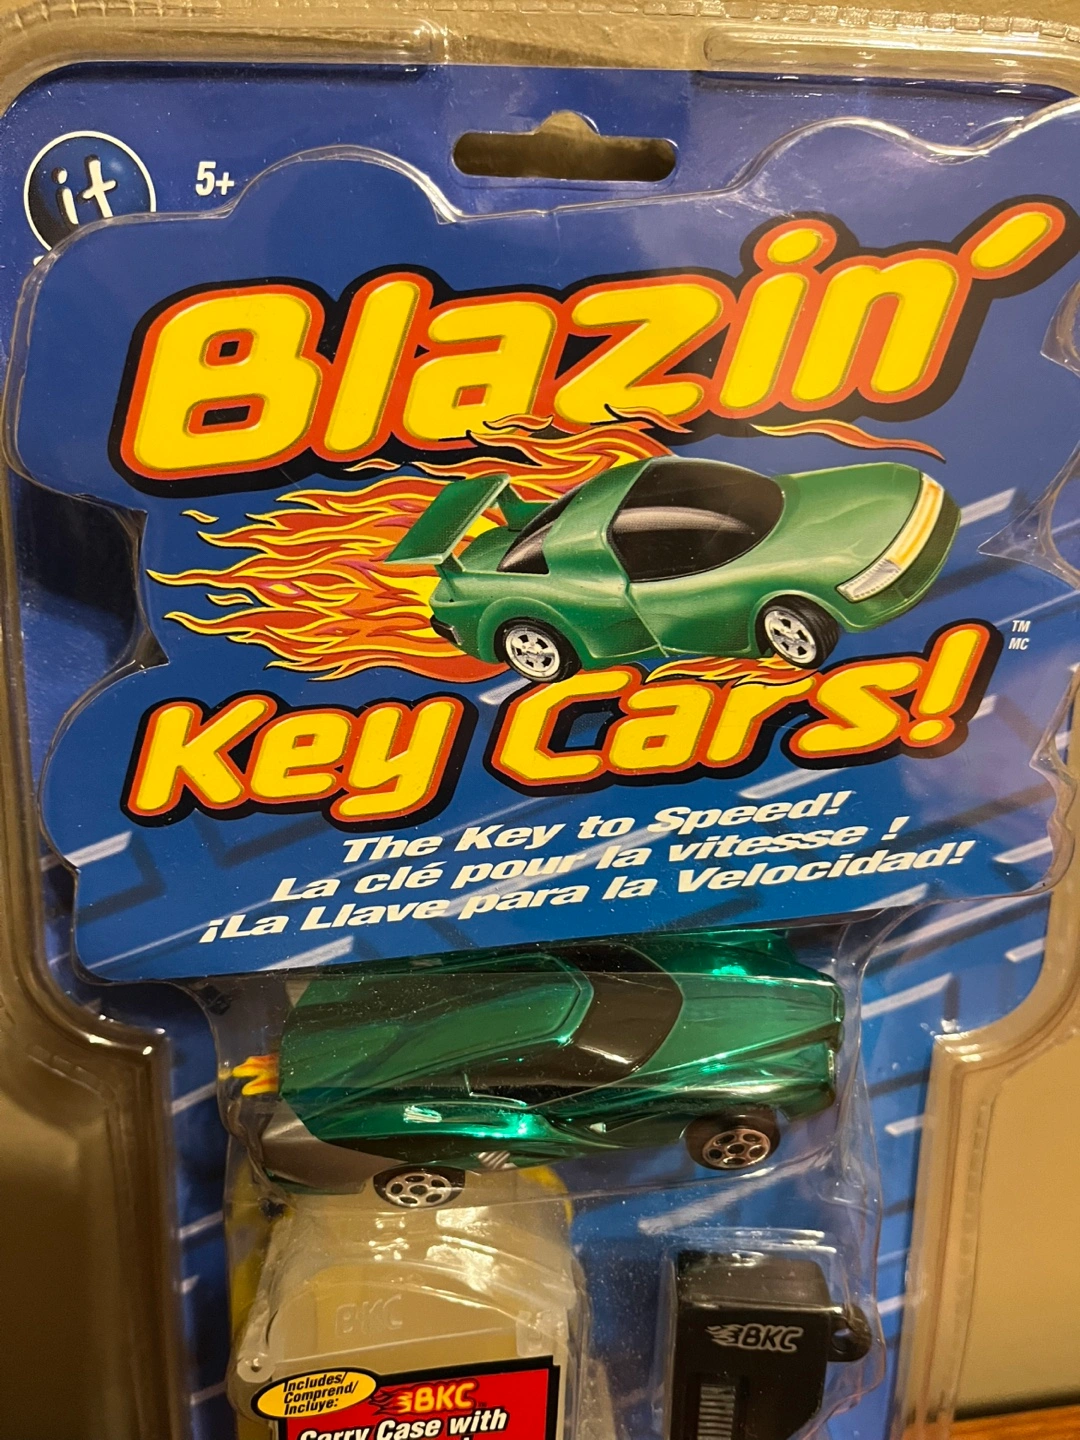 it
5+
Blazin'
Key Cars!
TM
MC
The Key to Speed!
La clé pour la vitesse !
¡La Llave para la Velocidad!
BKC
BKC
Includes/
Comprend/
Incluye:
BKC
Carry Case with